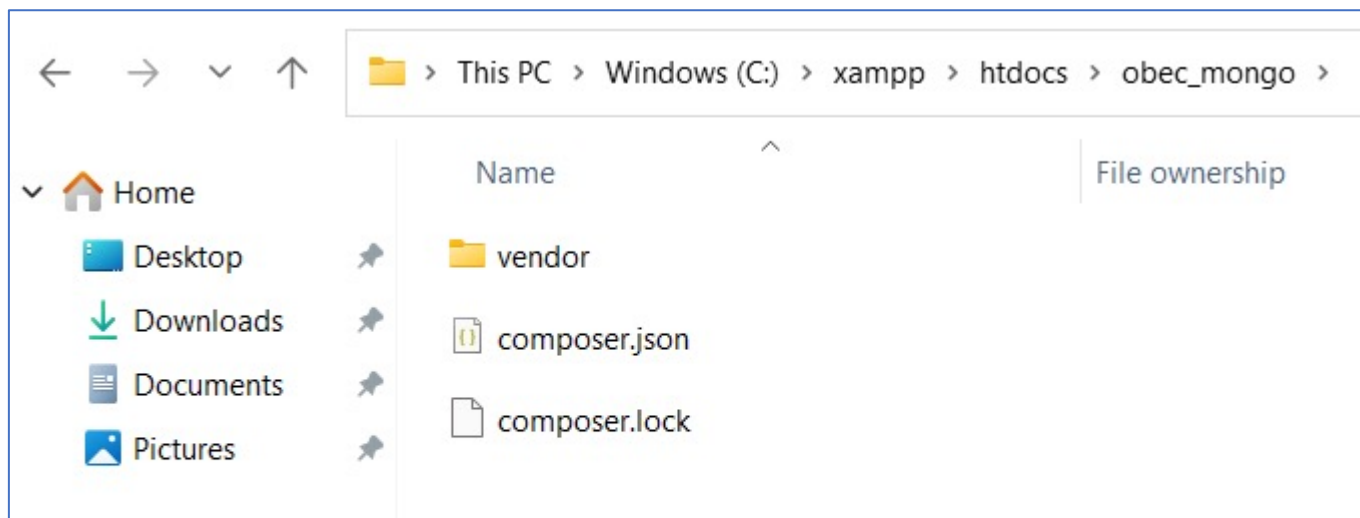 This PC > Windows (C:) > xampp > htdocs > obec_mongo >
Name
File ownership
Home
Desktop
Downloads
Documents
Pictures
vendor
composer.json
composer.lock